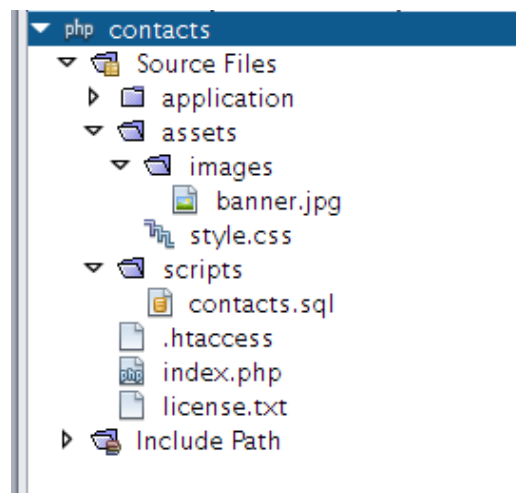 php contacts
Source Files
application
assets
images
banner.jpg
style.css
scripts
contacts.sql
.htaccess
php index.php
license.txt
Include Path